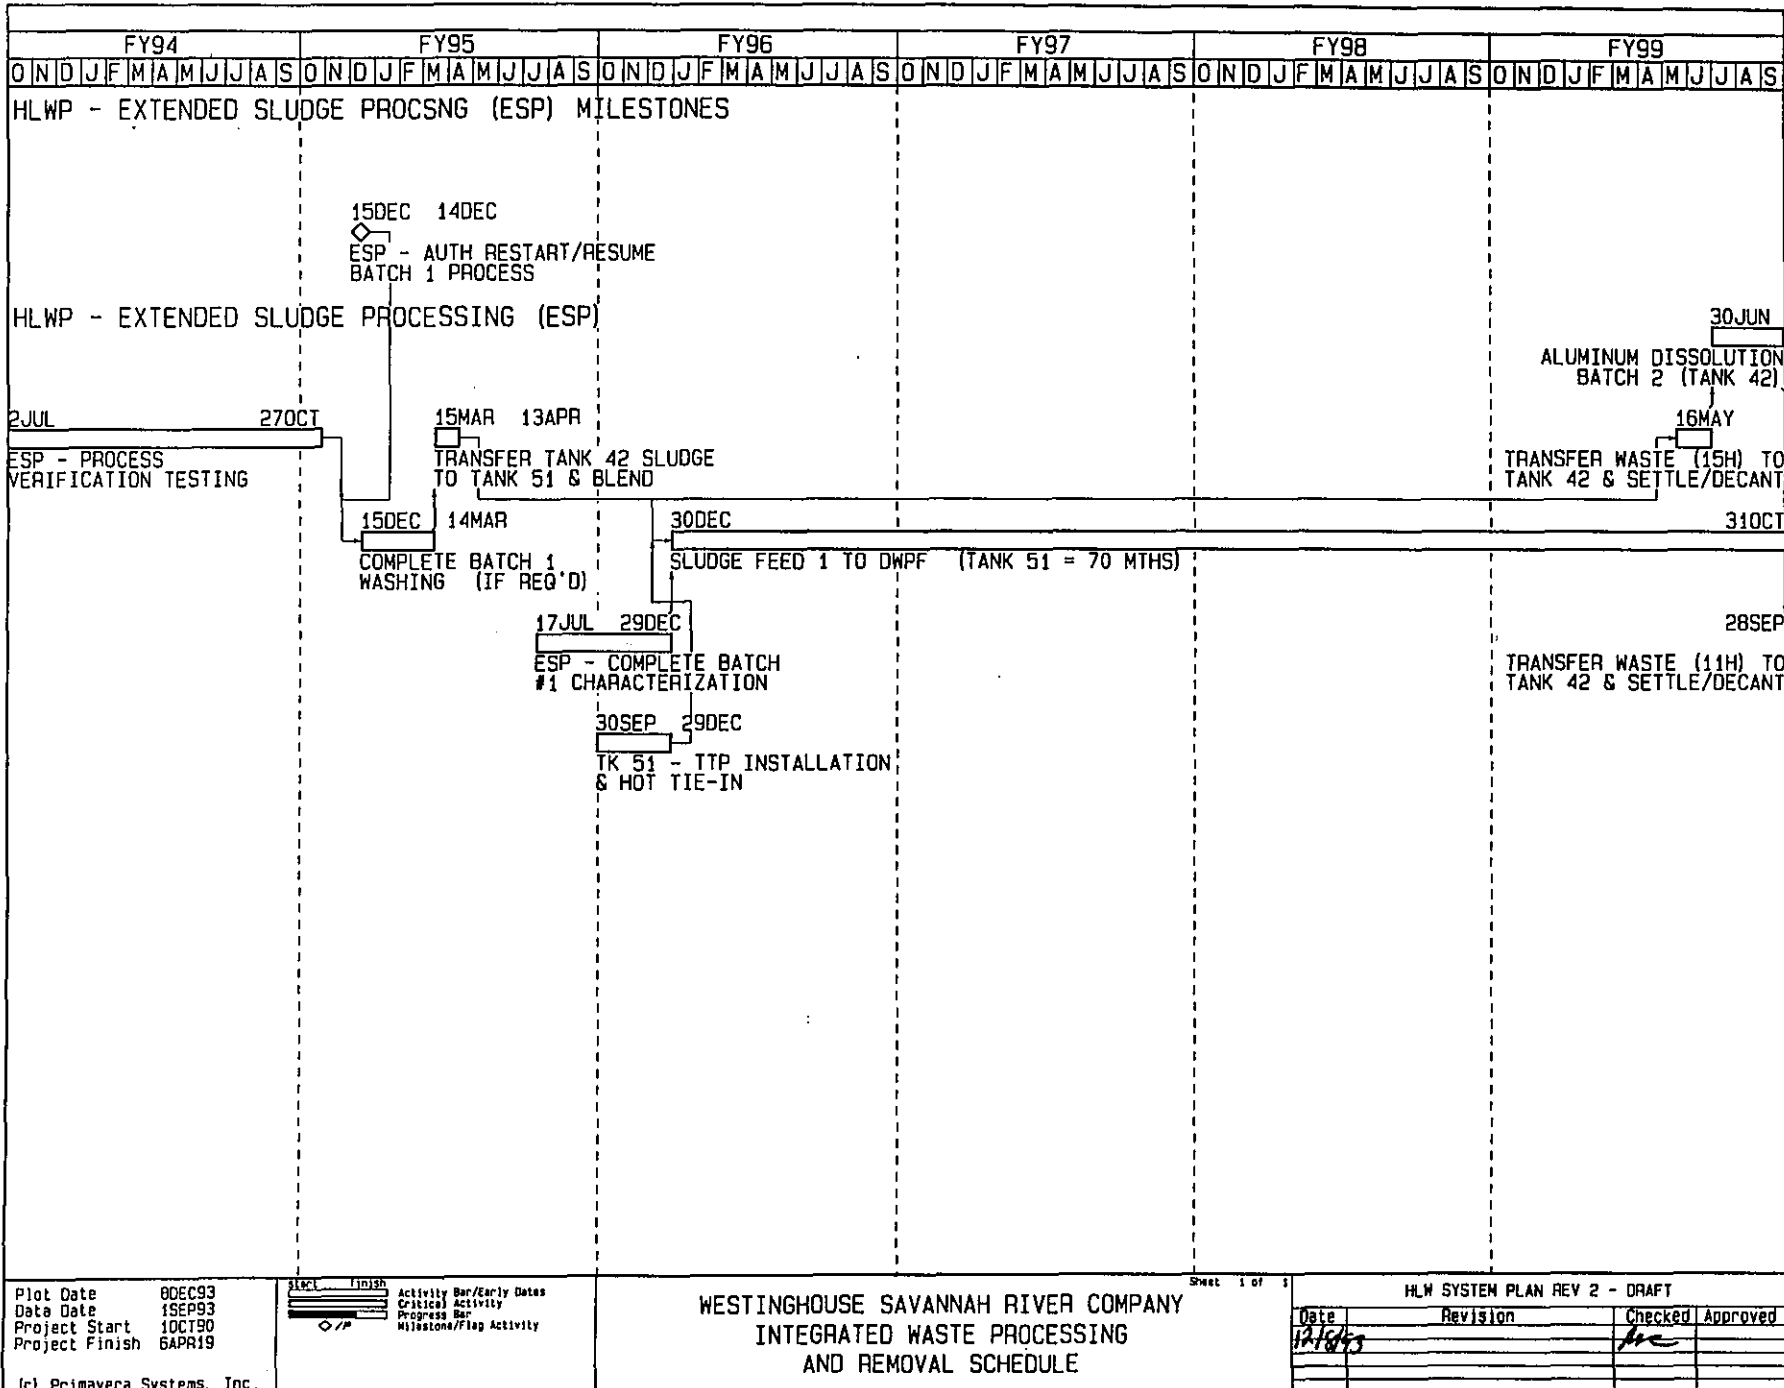 FY94 FY95 FY96 FY97 FY98 FY99
O N D J F M A M J J A S O N D J F M A M J J A S O N D J F M A M J J A S O N D J F M A M J J A S O N D J F M A M J J A S O N D J F M A M J J A S
HLWP - EXTENDED SLUDGE PROCSNG (ESP) MILESTONES
15DEC 14DEC
ESP - AUTH RESTART/RESUME
BATCH 1 PROCESS
HLWP - EXTENDED SLUDGE PROCESSING (ESP)
30JUN
ALUMINUM DISSOLUTION
BATCH 2 (TANK 42)
2JUL 27OCT
ESP - PROCESS
VERIFICATION TESTING
15MAR 13APR
TRANSFER TANK 42 SLUDGE
TO TANK 51 & BLEND
16MAY
TRANSFER WASTE (15H) TO
TANK 42 & SETTLE/DECANT
15DEC 14MAR
COMPLETE BATCH 1
WASHING (IF REQ'D)
30DEC 31OCT
SLUDGE FEED 1 TO DWPF (TANK 51 = 70 MTHS)
17JUL 29DEC
ESP - COMPLETE BATCH
#1 CHARACTERIZATION
28SEP
TRANSFER WASTE (11H) TO
TANK 42 & SETTLE/DECANT
30SEP 29DEC
TK 51 - TTP INSTALLATION
& HOT TIE-IN
Plot Date 8DEC93
Data Date 1SEP93
Project Start 1OCT90
Project Finish 6APR19
(c) Primavera Systems, Inc.
Start Finish
Activity Bar/Early Dates
Critical Activity
Progress Bar
Milestone/Flag Activity
WESTINGHOUSE SAVANNAH RIVER COMPANY
INTEGRATED WASTE PROCESSING
AND REMOVAL SCHEDULE
Sheet 1 of
HLW SYSTEM PLAN REV 2 - DRAFT
Date Revision Checked Approved
12/8/93